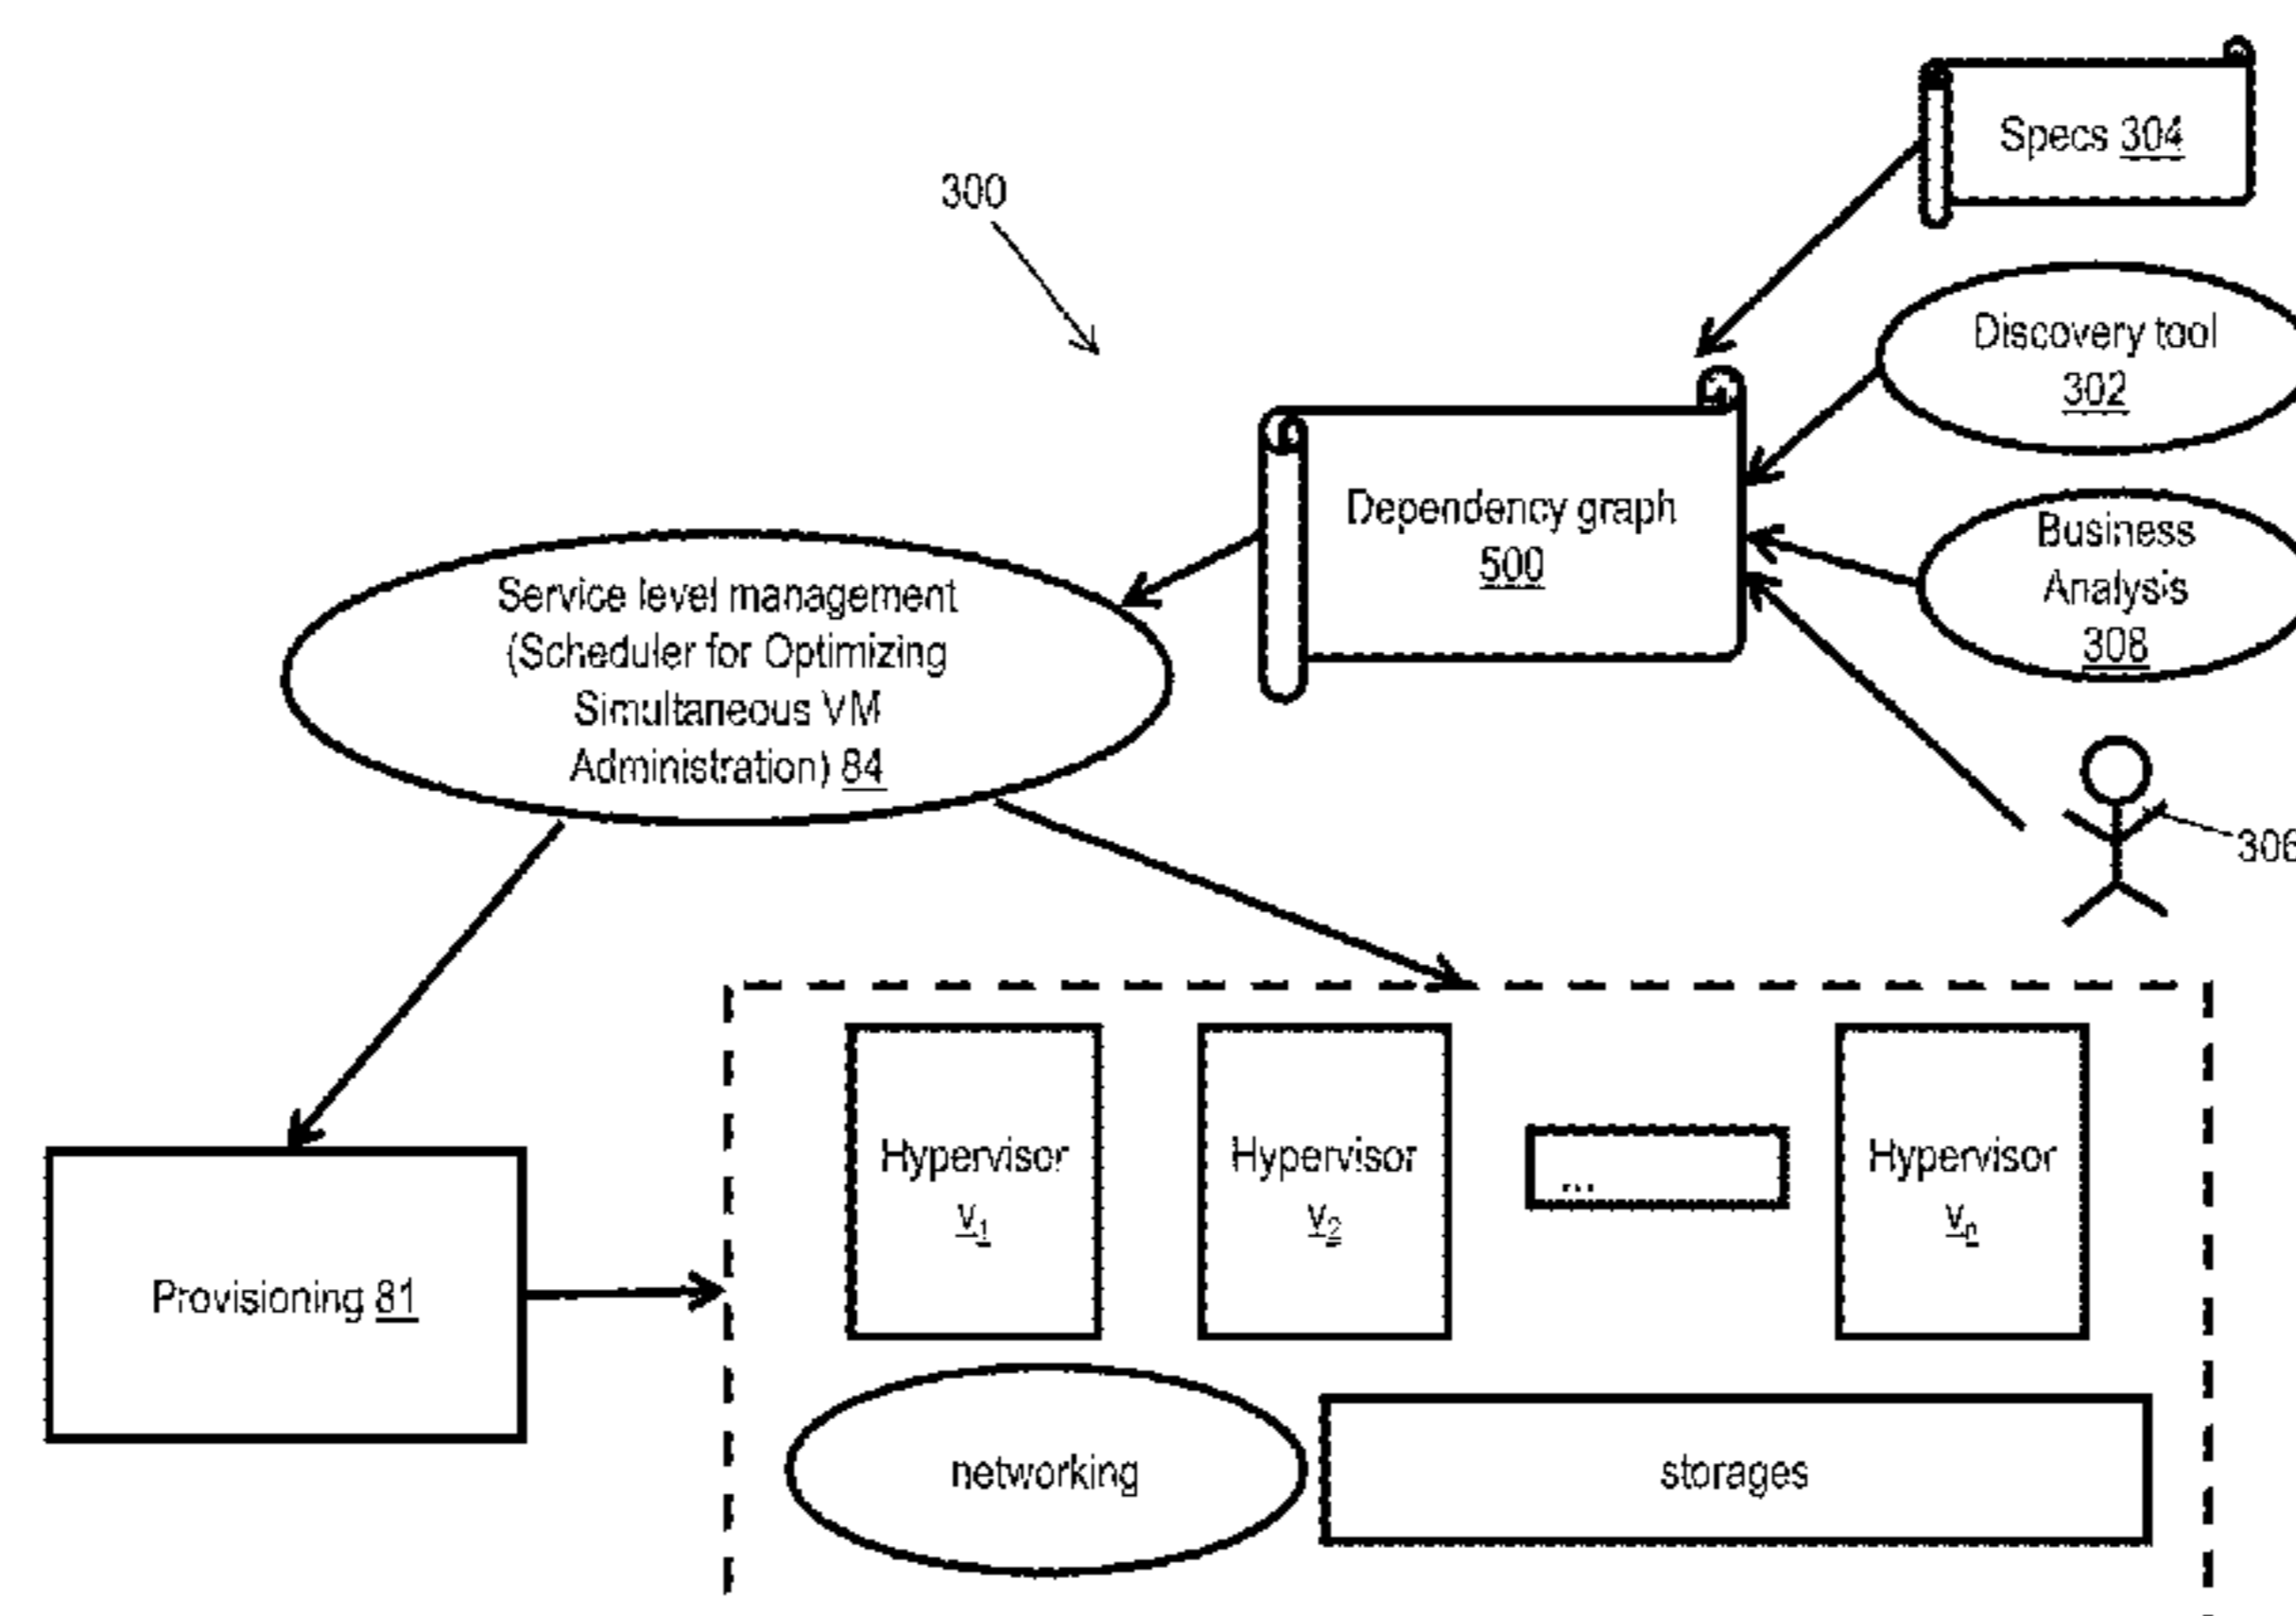 Specs 304
300
Discovery tool
302
Dependency graph
500
Business
Analysis
308
Service level management
(Scheduler for Optimizing
Simultaneous VM
Administration) 84
306
Hypervisor
v1
Hypervisor
v2
...
Hypervisor
vn
Provisioning 81
networking
storages